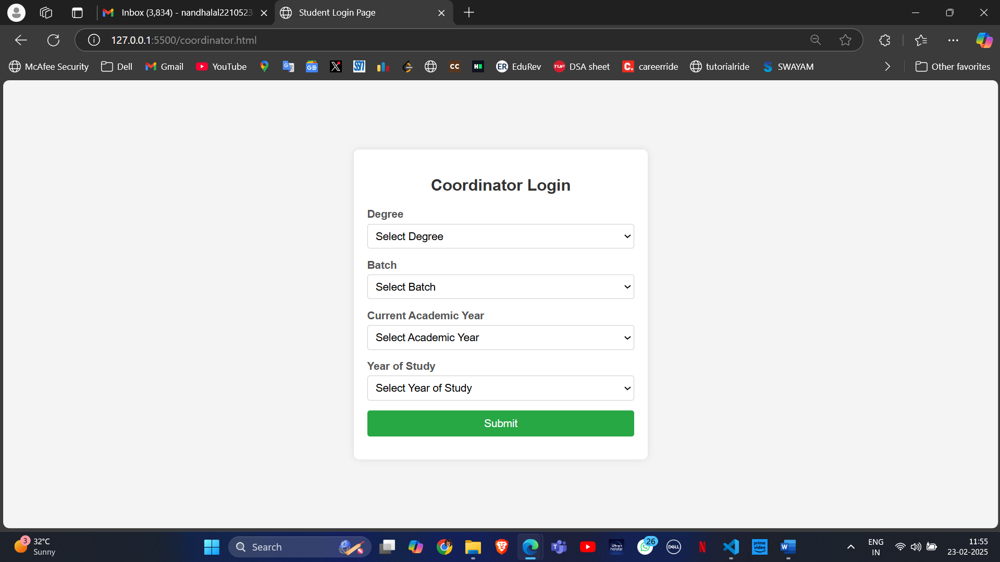 Inbox (3,834) - nandhalal2210523
Student Login Page
127.0.0.1:5500/coordinator.html
McAfee Security
Dell
Gmail
YouTube
CC
EduRev
DSA sheet
careerride
tutorialride
SWAYAM
Other favorites
Coordinator Login
Degree
Select Degree
Batch
Select Batch
Current Academic Year
Select Academic Year
Year of Study
Select Year of Study
Submit
3
32°C
Sunny
Search
26
DELL
prime video
ENG
IN
11:55
23-02-2025